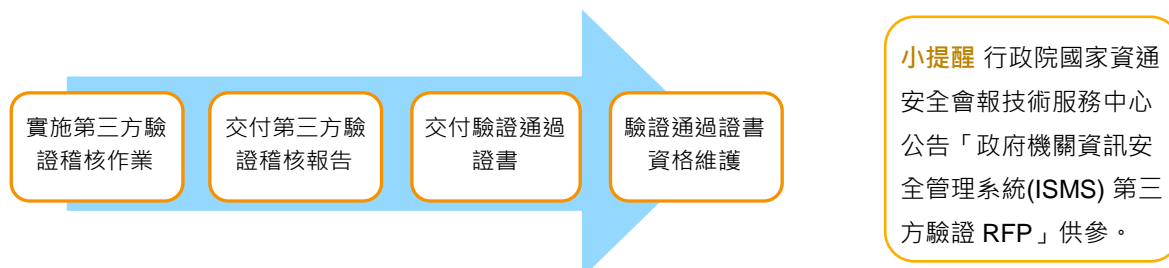 實施第三方驗
證稽核作業
交付第三方驗
證稽核報告
交付驗證通過
證書
驗證通過證書
資格維護
小提醒 行政院國家資通
安全會報技術服務中心
公告「政府機關資訊安
全管理系統(ISMS) 第三
方驗證 RFP」供參。